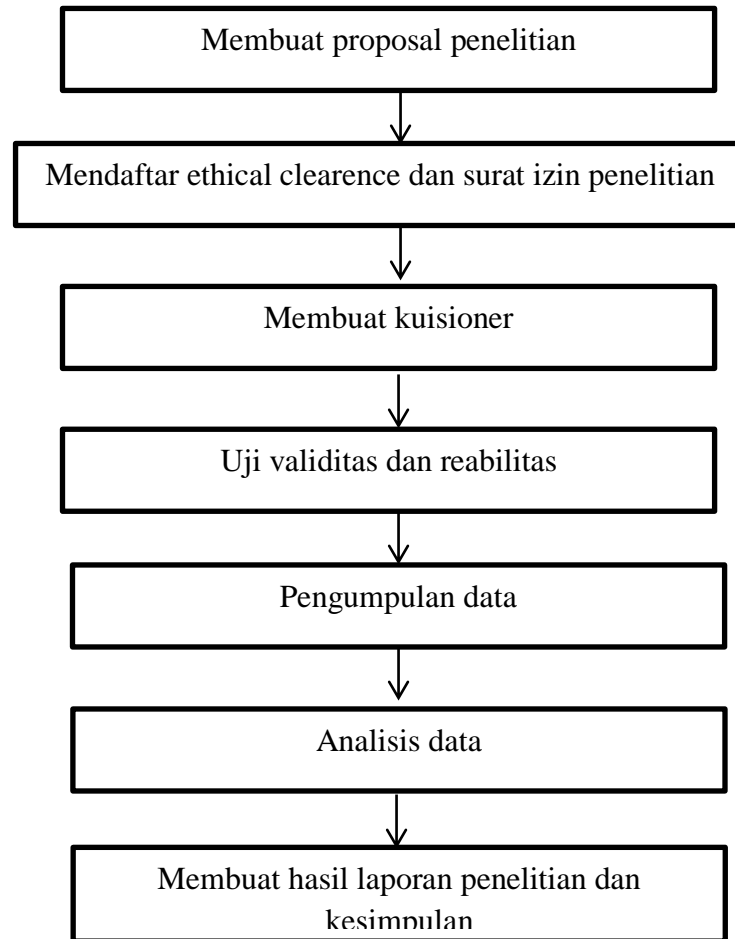 Membuat proposal penelitian
Mendaftar ethical clearence dan surat izin penelitian
Membuat kuisioner
Uji validitas dan reabilitas
Pengumpulan data
Analisis data
Membuat hasil laporan penelitian dan
kesimpulan